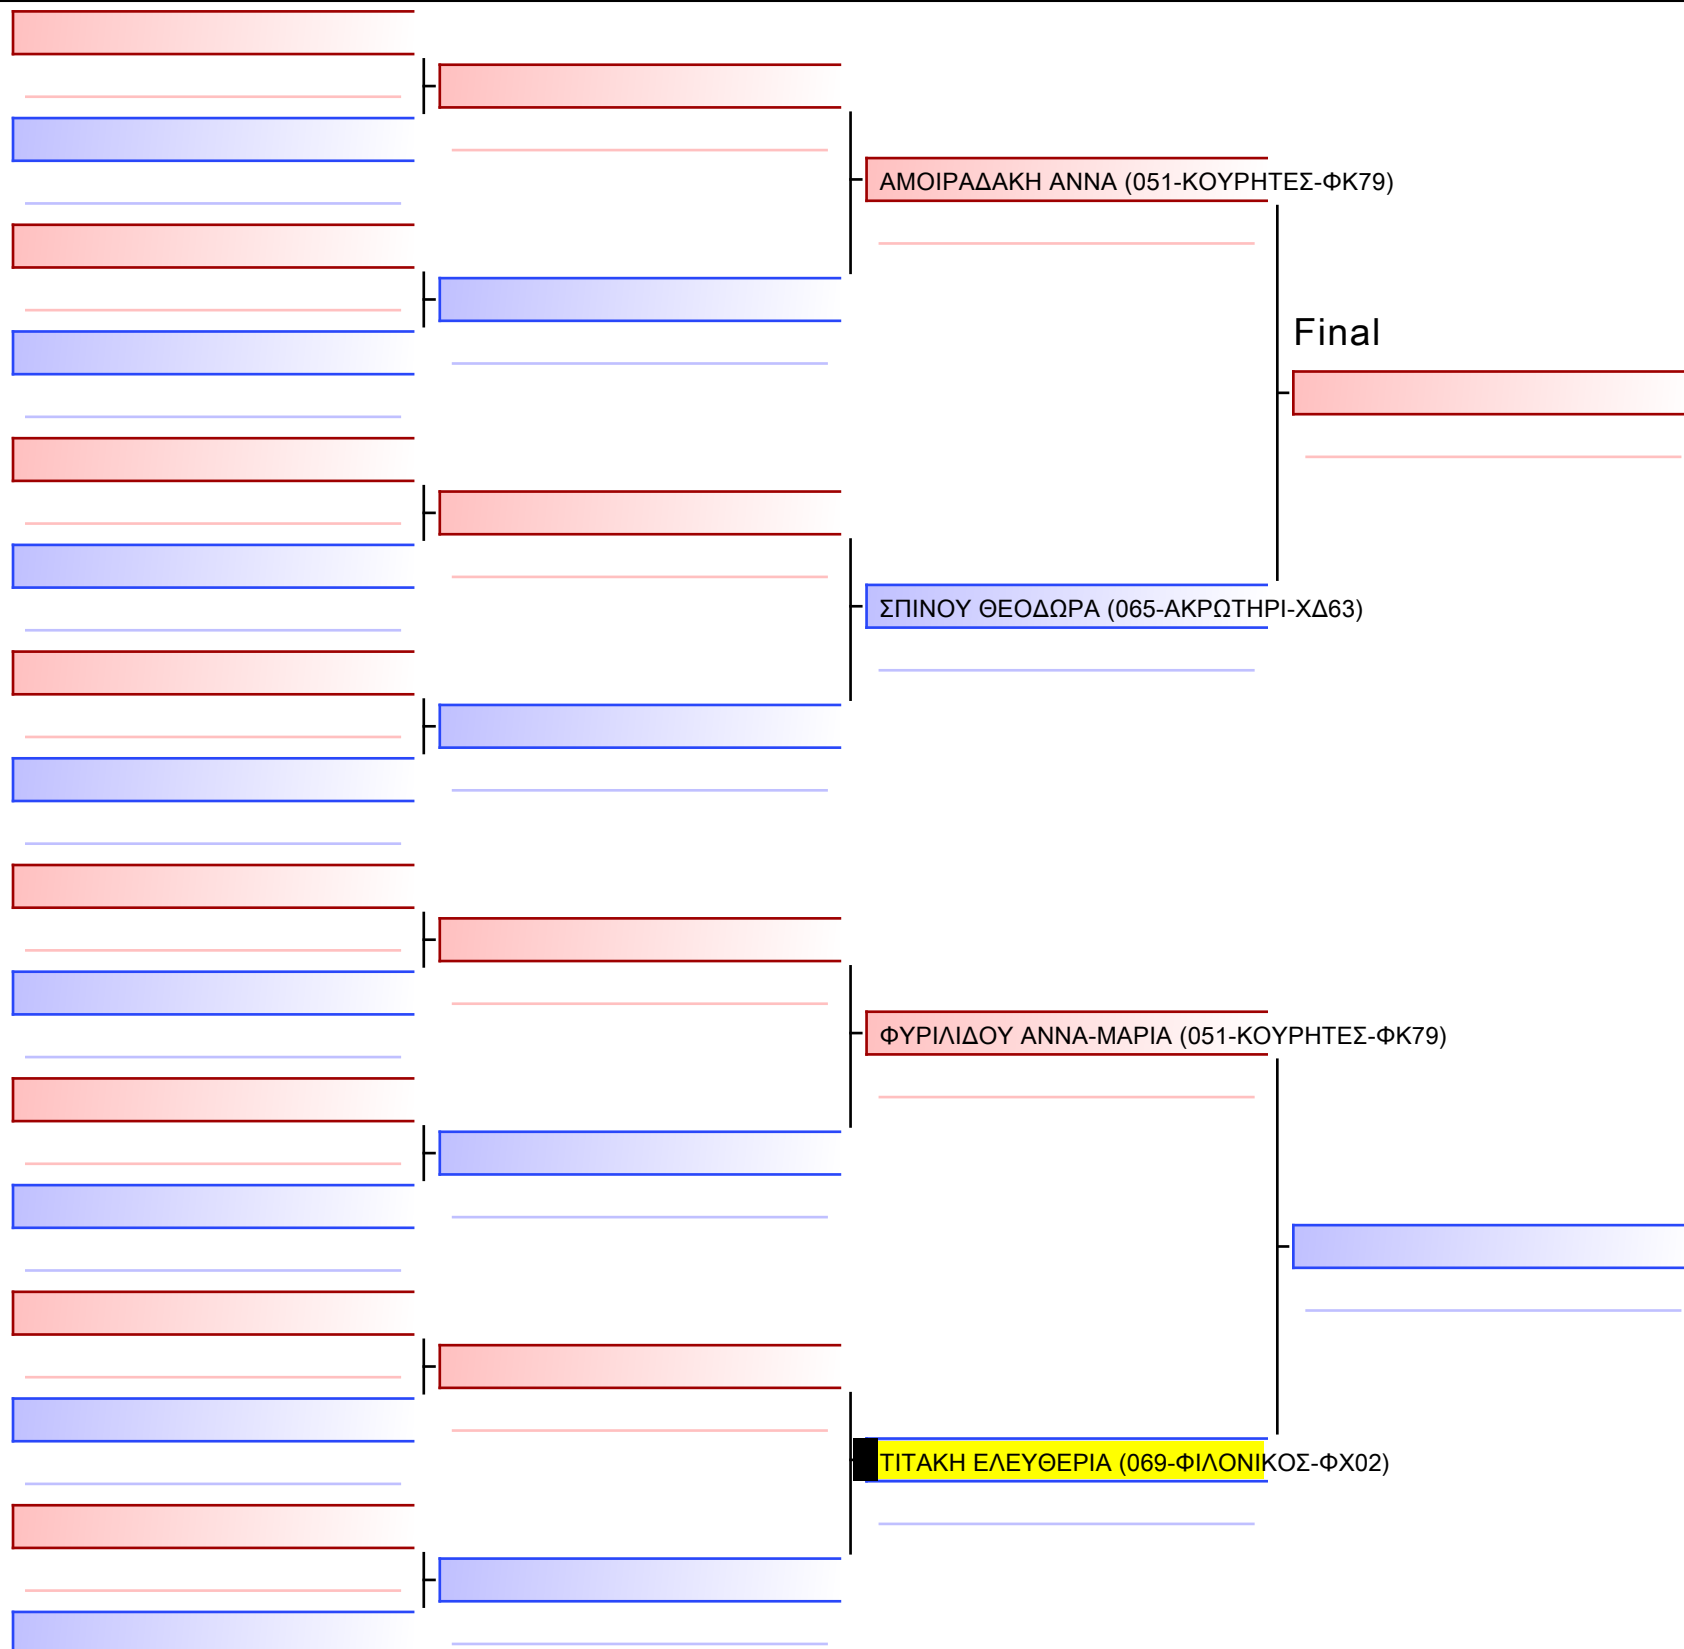 ΑΜΟΙΡΑΔΑΚΗ ΑΝΝΑ (051-ΚΟΥΡΗΤΕΣ-ΦΚ79)
Final
ΣΠΙΝΟΥ ΘΕΟΔΩΡΑ (065-ΑΚΡΩΤΗΡΙ-ΧΔ63)
ΦΥΡΙΛΙΔΟΥ ΑΝΝΑ-ΜΑΡΙΑ (051-ΚΟΥΡΗΤΕΣ-ΦΚ79)
ΤΙΤΑΚΗ ΕΛΕΥΘΕΡΙΑ (069-ΦΙΛΟΝΙΚΟΣ-ΦΧ02)